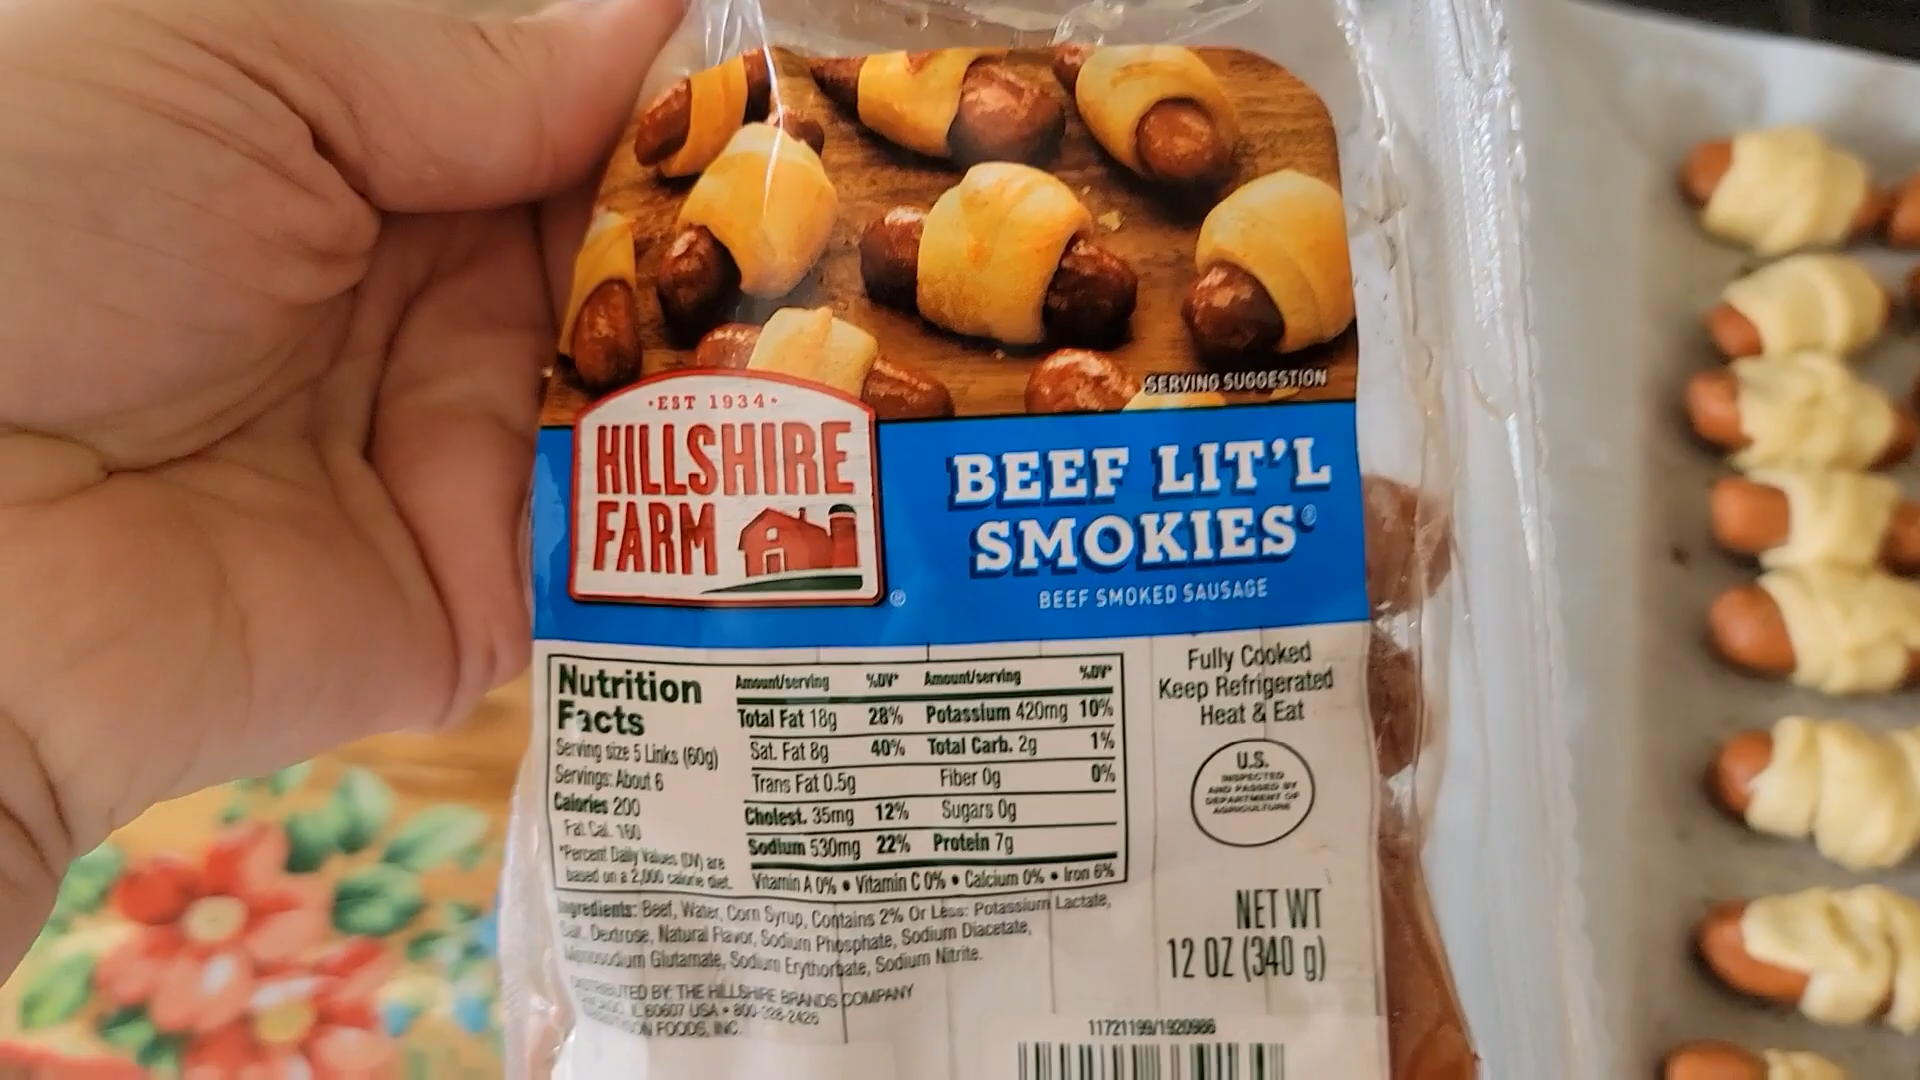 SERVING SUGGESTION
·EST 1934·
HILLSHIRE
FARM
®
BEEF LIT'L
SMOKIES®
BEEF SMOKED SAUSAGE
Nutrition
Facts
Serving size 5 Links (60g)
Servings: About 6
Calories 200
Fat Cal. 160
*Percent Daily Values (DV) are
based on a 2,000 calorie diet.
Amount/serving %DV* Amount/serving %DV*
Total Fat 18g 28% Potassium 420mg 10%
Sat. Fat 8g 40% Total Carb. 2g 1%
Trans Fat 0.5g Fiber 0g 0%
Cholest. 35mg 12% Sugars 0g
Sodium 530mg 22% Protein 7g
Vitamin A 0% • Vitamin C 0% • Calcium 0% • Iron 6%
Ingredients: Beef, Water, Corn Syrup, Contains 2% Or Less: Potassium Lactate,
Salt, Dextrose, Natural Flavor, Sodium Phosphate, Sodium Diacetate,
Monosodium Glutamate, Sodium Erythorbate, Sodium Nitrite.
DISTRIBUTED BY: THE HILLSHIRE BRANDS COMPANY
IL 60607 USA • 800-328-2426
FOODS, INC.
Fully Cooked
Keep Refrigerated
Heat & Eat
U.S.
INSPECTED
AND PASSED BY
DEPARTMENT OF
AGRICULTURE
NET WT
12 OZ (340 g)
11721199/1920986